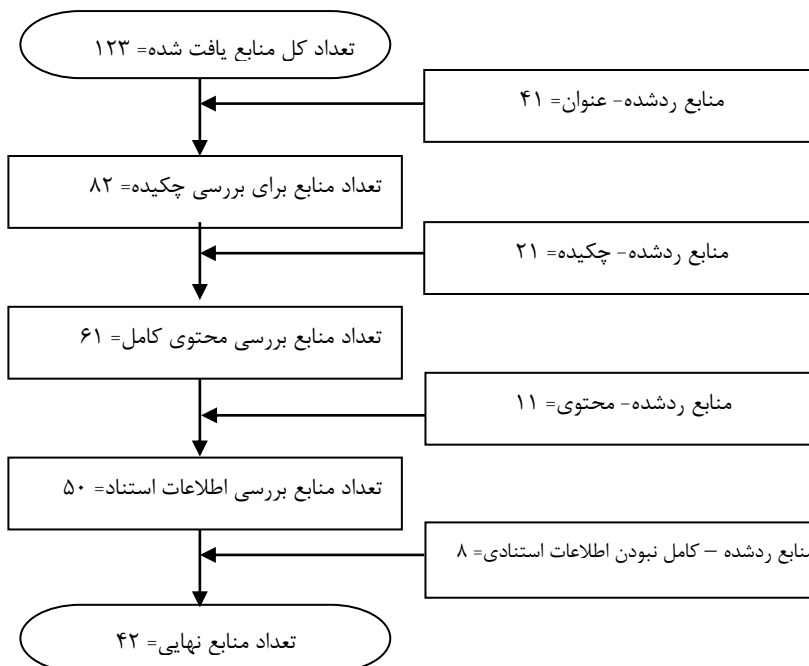 تعداد کل منابع یافت شده= ۱۲۳
منابع ردشده- عنوان= ۴۱
تعداد منابع برای بررسی چکیده= ۸۲
منابع ردشده- چکیده= ۲۱
تعداد منابع بررسی محتوی کامل= ۶۱
منابع ردشده- محتوی= ۱۱
تعداد منابع بررسی اطلاعات استناد= ۵۰
منابع ردشده – کامل نبودن اطلاعات استنادی= ۸
تعداد منابع نهایی= ۴۲